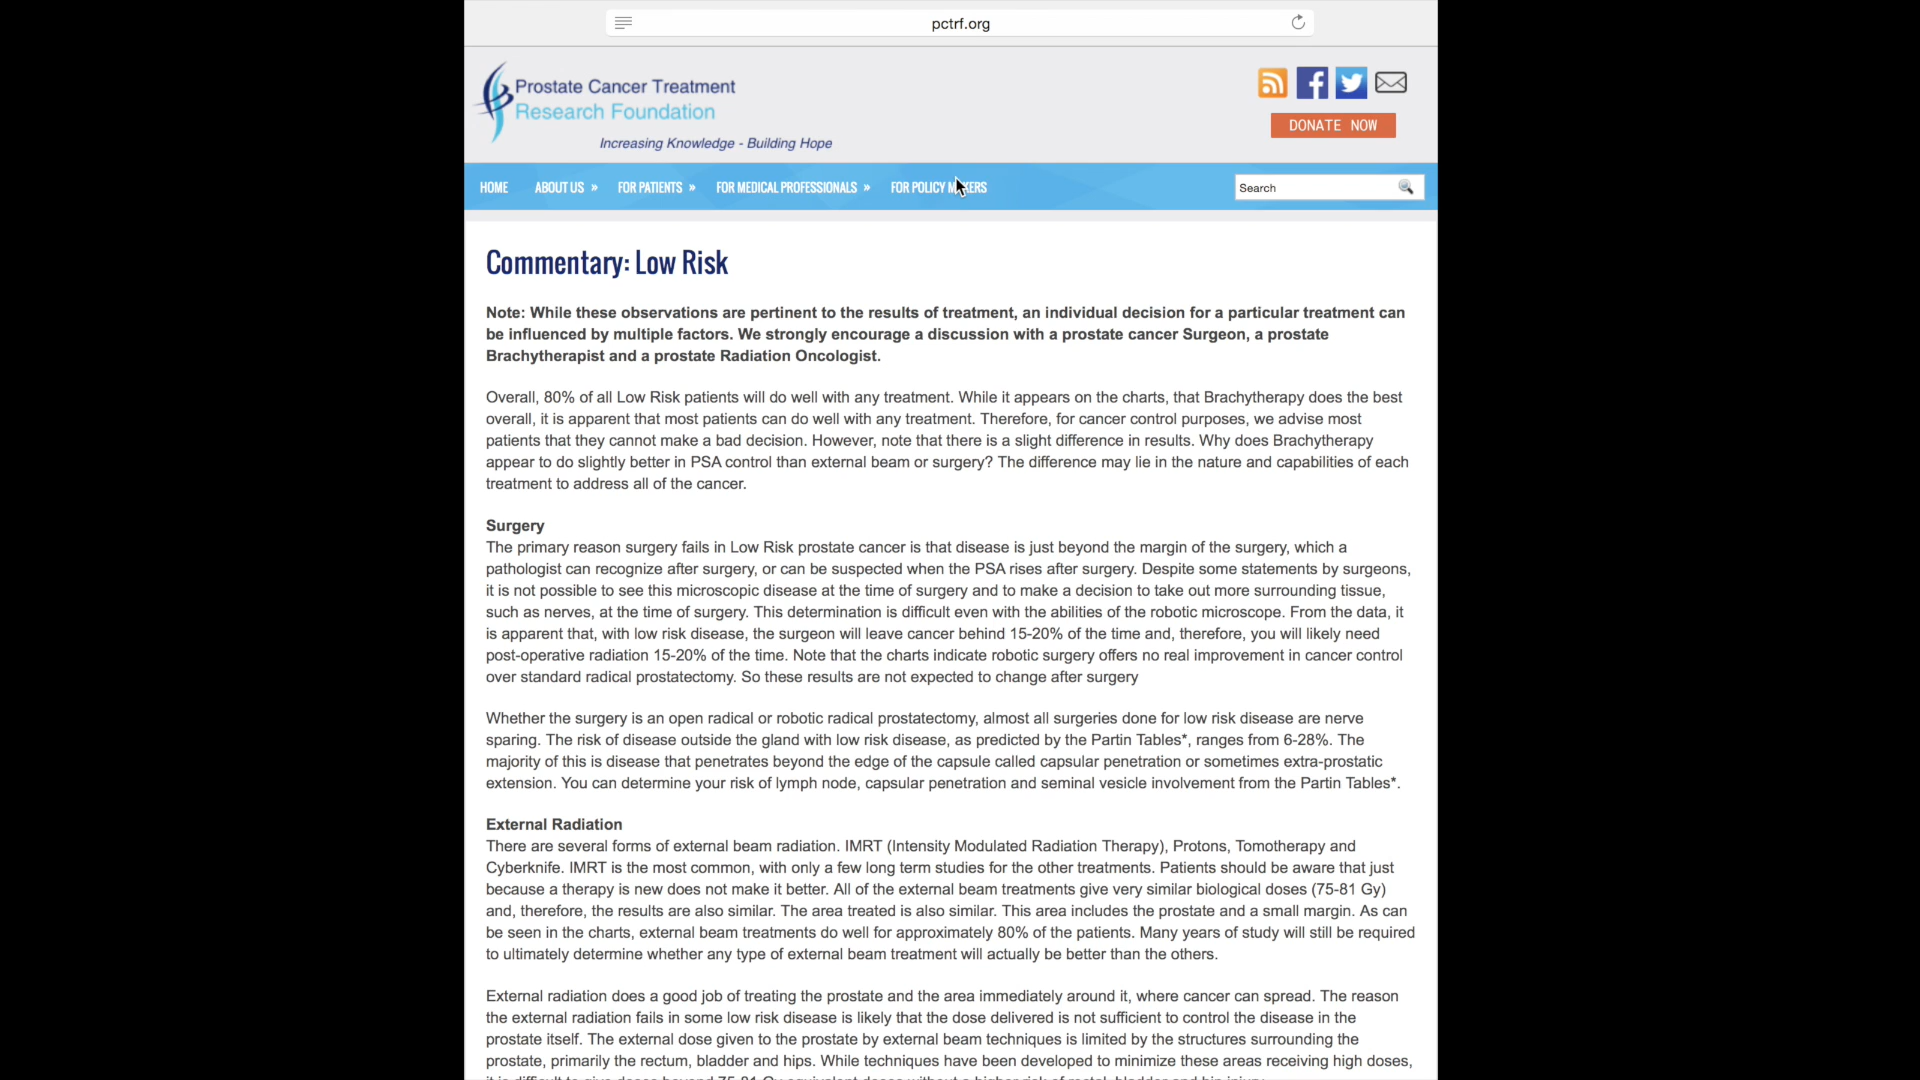 pctrf.org
Prostate Cancer Treatment
Research Foundation
Increasing Knowledge - Building Hope
DONATE NOW
HOME ABOUT US » FOR PATIENTS » FOR MEDICAL PROFESSIONALS » FOR POLICY MAKERS Search
Commentary: Low Risk
Note: While these observations are pertinent to the results of treatment, an individual decision for a particular treatment can
be influenced by multiple factors. We strongly encourage a discussion with a prostate cancer Surgeon, a prostate
Brachytherapist and a prostate Radiation Oncologist.
Overall, 80% of all Low Risk patients will do well with any treatment. While it appears on the charts, that Brachytherapy does the best
overall, it is apparent that most patients can do well with any treatment. Therefore, for cancer control purposes, we advise most
patients that they cannot make a bad decision. However, note that there is a slight difference in results. Why does Brachytherapy
appear to do slightly better in PSA control than external beam or surgery? The difference may lie in the nature and capabilities of each
treatment to address all of the cancer.
Surgery
The primary reason surgery fails in Low Risk prostate cancer is that disease is just beyond the margin of the surgery, which a
pathologist can recognize after surgery, or can be suspected when the PSA rises after surgery. Despite some statements by surgeons,
it is not possible to see this microscopic disease at the time of surgery and to make a decision to take out more surrounding tissue,
such as nerves, at the time of surgery. This determination is difficult even with the abilities of the robotic microscope. From the data, it
is apparent that, with low risk disease, the surgeon will leave cancer behind 15-20% of the time and, therefore, you will likely need
post-operative radiation 15-20% of the time. Note that the charts indicate robotic surgery offers no real improvement in cancer control
over standard radical prostatectomy. So these results are not expected to change after surgery
Whether the surgery is an open radical or robotic radical prostatectomy, almost all surgeries done for low risk disease are nerve
sparing. The risk of disease outside the gland with low risk disease, as predicted by the Partin Tables*, ranges from 6-28%. The
majority of this is disease that penetrates beyond the edge of the capsule called capsular penetration or sometimes extra-prostatic
extension. You can determine your risk of lymph node, capsular penetration and seminal vesicle involvement from the Partin Tables*.
External Radiation
There are several forms of external beam radiation. IMRT (Intensity Modulated Radiation Therapy), Protons, Tomotherapy and
Cyberknife. IMRT is the most common, with only a few long term studies for the other treatments. Patients should be aware that just
because a therapy is new does not make it better. All of the external beam treatments give very similar biological doses (75-81 Gy)
and, therefore, the results are also similar. The area treated is also similar. This area includes the prostate and a small margin. As can
be seen in the charts, external beam treatments do well for approximately 80% of the patients. Many years of study will still be required
to ultimately determine whether any type of external beam treatment will actually be better than the others.
External radiation does a good job of treating the prostate and the area immediately around it, where cancer can spread. The reason
the external radiation fails in some low risk disease is likely that the dose delivered is not sufficient to control the disease in the
prostate itself. The external dose given to the prostate by external beam techniques is limited by the structures surrounding the
prostate, primarily the rectum, bladder and hips. While techniques have been developed to minimize these areas receiving high doses,